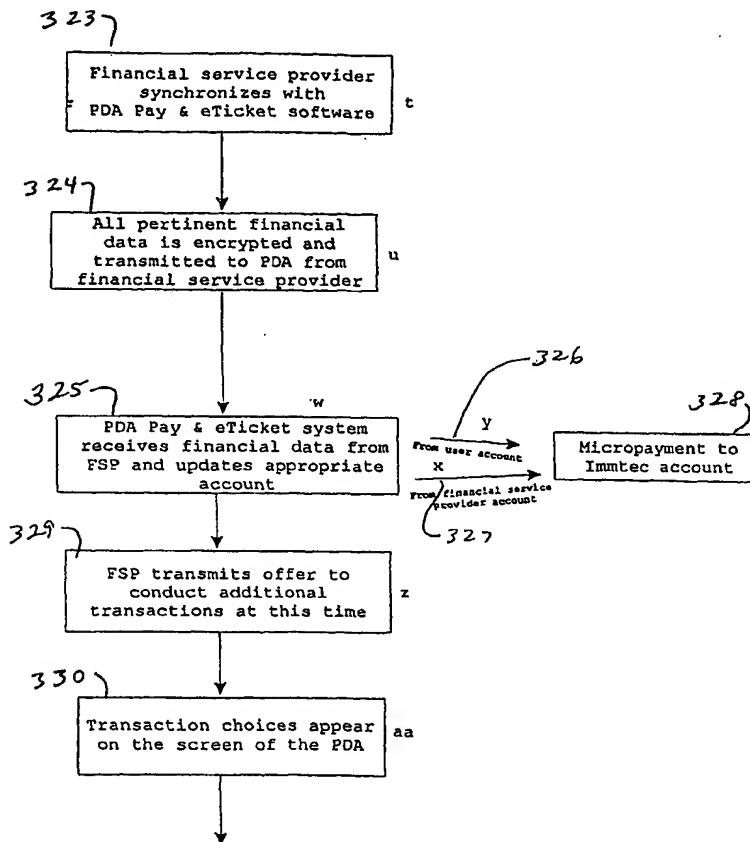 323
Financial service provider
synchronizes with
PDA Pay & eTicket software
t
324
All pertinent financial
data is encrypted and
transmitted to PDA from
financial service provider
u
325
w
PDA Pay & eTicket system
receives financial data from
FSP and updates appropriate
account
326
y
From user account
x
From financial service
provider account
327
328
Micropayment to
Immtec account
329
FSP transmits offer to
conduct additional
transactions at this time
z
330
Transaction choices appear
on the screen of the PDA
aa